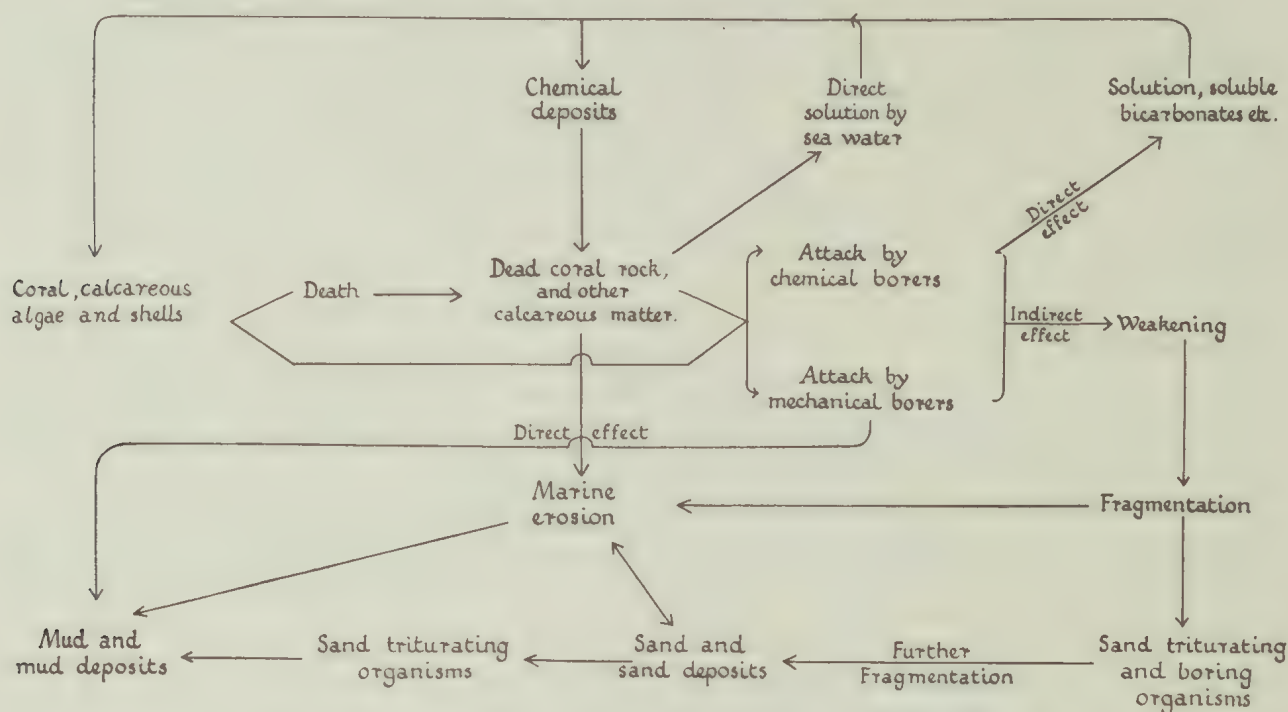 Chemical
deposits
Direct
solution by
sea water
Solution, soluble
bicarbonates etc.
Direct
effect
Coral, calcareous
algae and shells
Death
Dead coral rock,
and other
calcareous matter.
Attack by
chemical borers
Indirect
effect
Weakening
Attack by
mechanical borers
Direct effect
Marine
erosion
Fragmentation
Mud and
mud deposits
Sand triturating
organisms
Sand and
sand deposits
Further
Fragmentation
Sand triturating
and boring
organisms